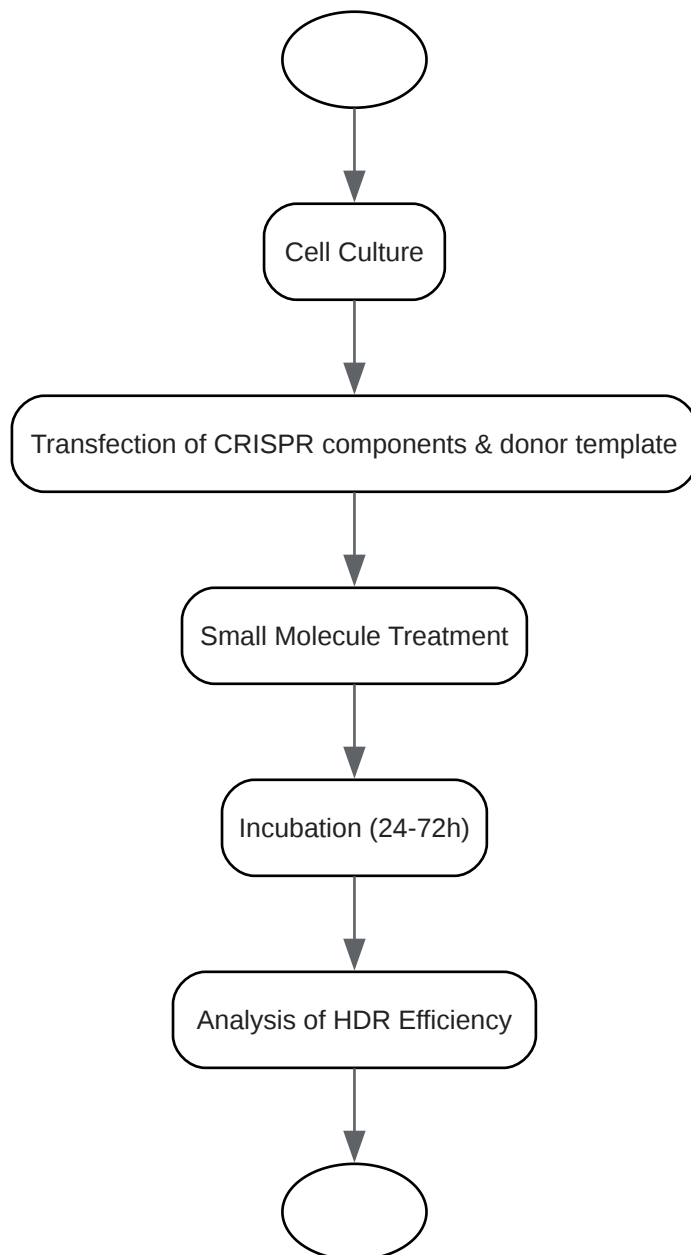 Cell Culture
Transfection of CRISPR components & donor template
Small Molecule Treatment
Incubation (24-72h)
Analysis of HDR Efficiency